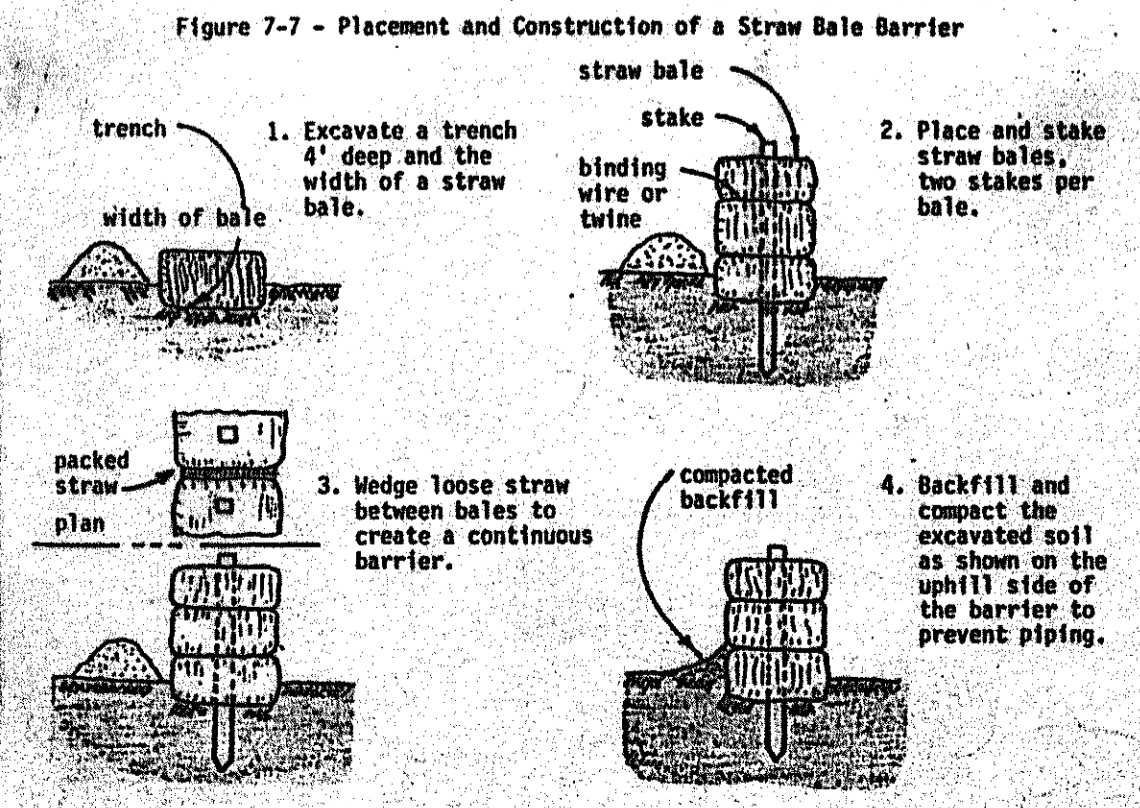 Figure 7-7 - Placement and Construction of a Straw Bale Barrier
trench
width of bale
1. Excavate a trench
4' deep and the
width of a straw
bale.
straw bale
stake
binding
wire or
twine
2. Place and stake
straw bales,
two stakes per
bale.
packed
straw
plan
3. Wedge loose straw
between bales to
create a continuous
barrier.
compacted
backfill
4. Backfill and
compact the
excavated soil
as shown on the
uphill side of
the barrier to
prevent piping.